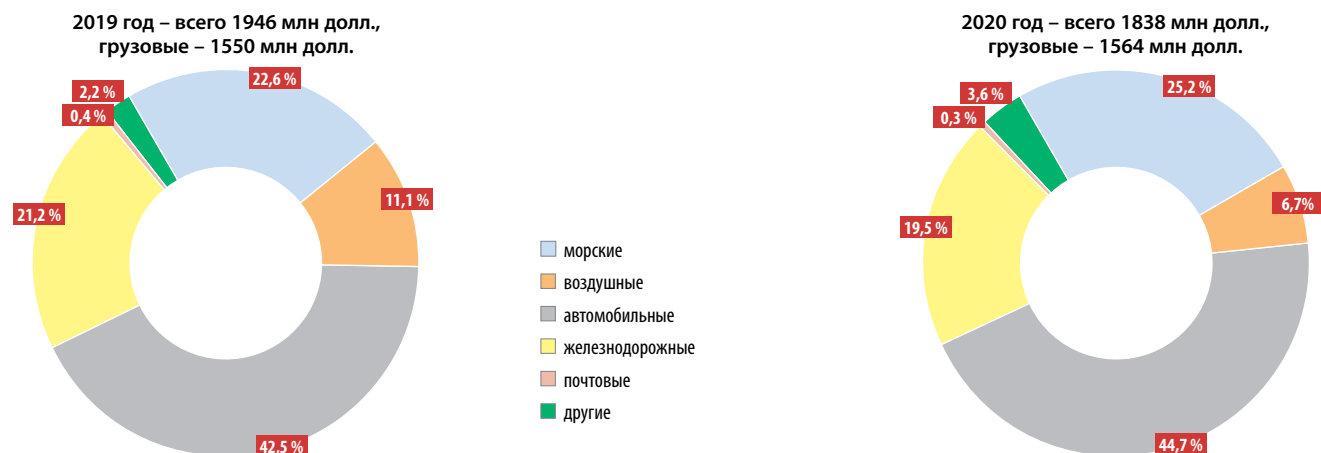 2019 год – всего 1946 млн долл.,
грузовые – 1550 млн долл.
22,6 %
2,2 %
0,4 %
11,1 %
21,2 %
42,5 %
морские
воздушные
автомобильные
железнодорожные
почтовые
другие
2020 год – всего 1838 млн долл.,
грузовые – 1564 млн долл.
25,2 %
3,6 %
0,3 %
6,7%
19,5 %
44,7 %